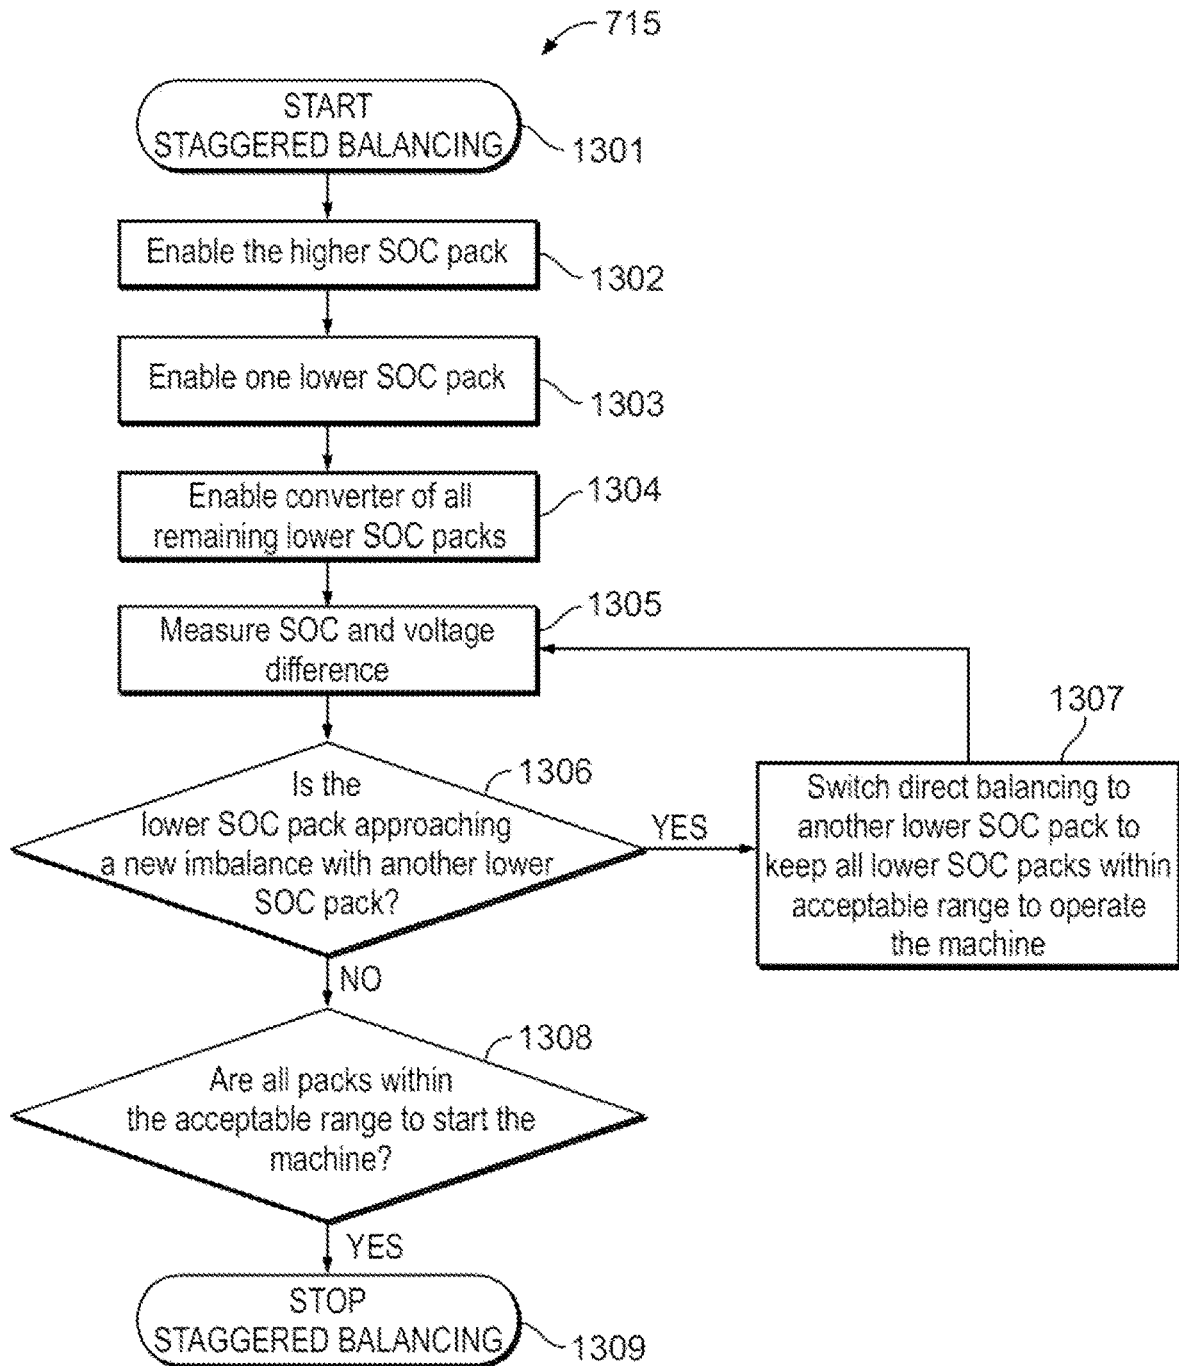 715
START
STAGGERED BALANCING
1301
Enable the higher SOC pack
1302
Enable one lower SOC pack
1303
Enable converter of all
remaining lower SOC packs
1304
Measure SOC and voltage
difference
1305
Is the
lower SOC pack approaching
a new imbalance with another lower
SOC pack?
1306
YES
Switch direct balancing to
another lower SOC pack to
keep all lower SOC packs within
acceptable range to operate
the machine
1307
NO
Are all packs within
the acceptable range to start the
machine?
1308
YES
STOP
STAGGERED BALANCING
1309